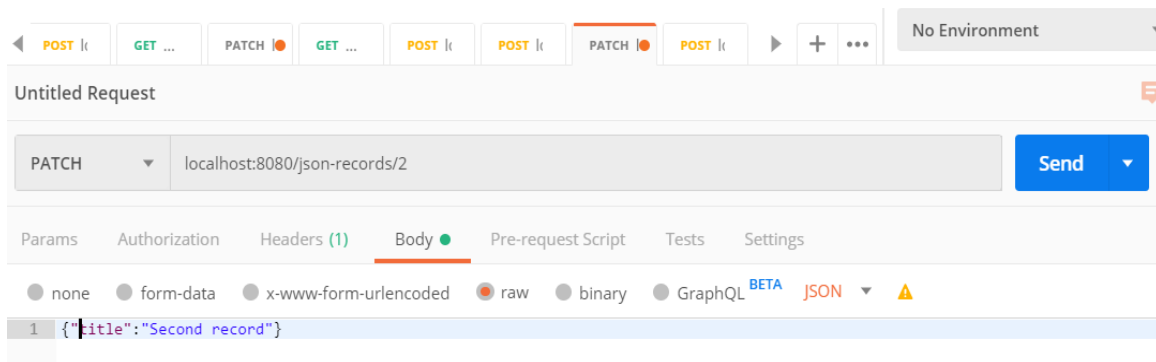 POST GET ... PATCH GET ... POST POST PATCH POST + ••• No Environment
Untitled Request
PATCH localhost:8080/json-records/2 Send
Params Authorization Headers (1) Body Pre-request Script Tests Settings
none form-data x-www-form-urlencoded raw binary GraphQL BETA JSON
1 {"title":"Second record"}